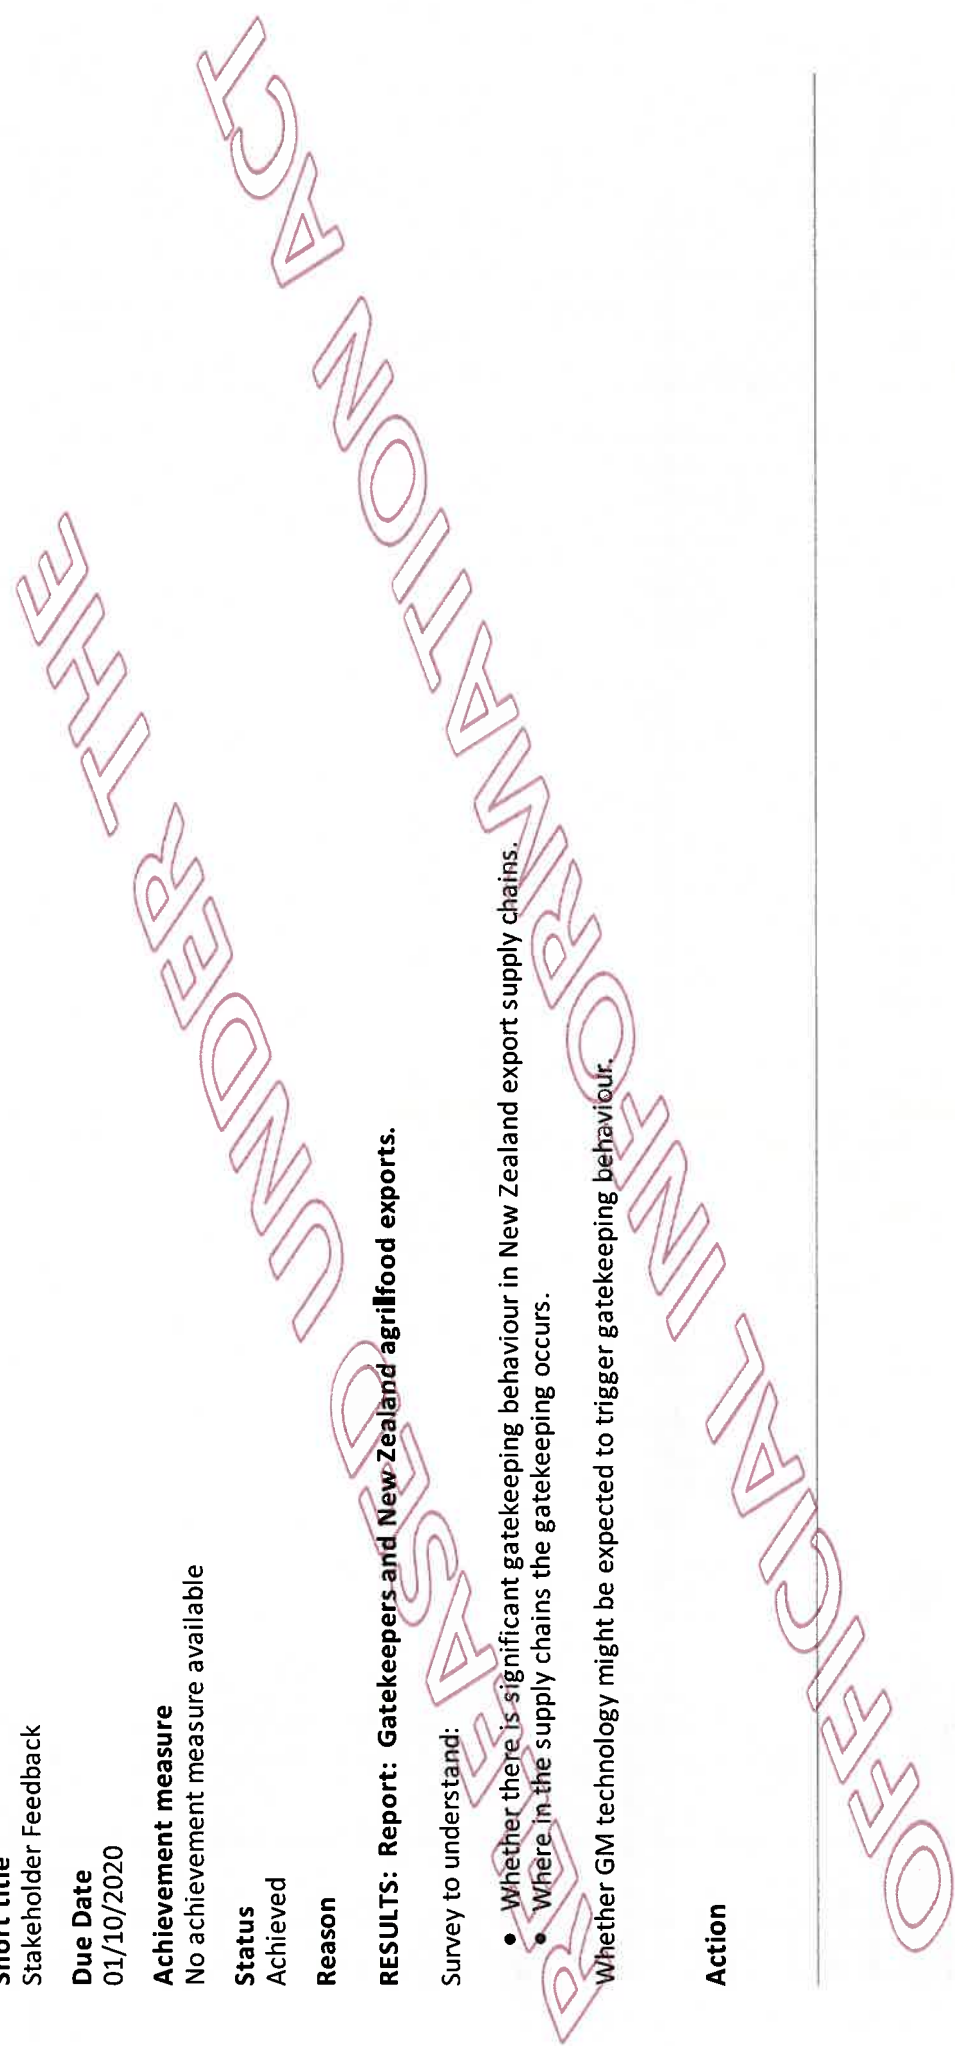 Short title
Stakeholder Feedback
Due Date
01/10/2020
Achievement measure
No achievement measure available
Status
Achieved
Reason
RESULTS: Report: Gatekeepers and New Zealand agrifood exports.
Survey to understand:
• Whether there is significant gatekeeping behaviour in New Zealand export supply chains.
• Where in the supply chains the gatekeeping occurs.
Whether GM technology might be expected to trigger gatekeeping behaviour.
Action
RELEASED UNDER THE
OFFICIAL INFORMATION ACT